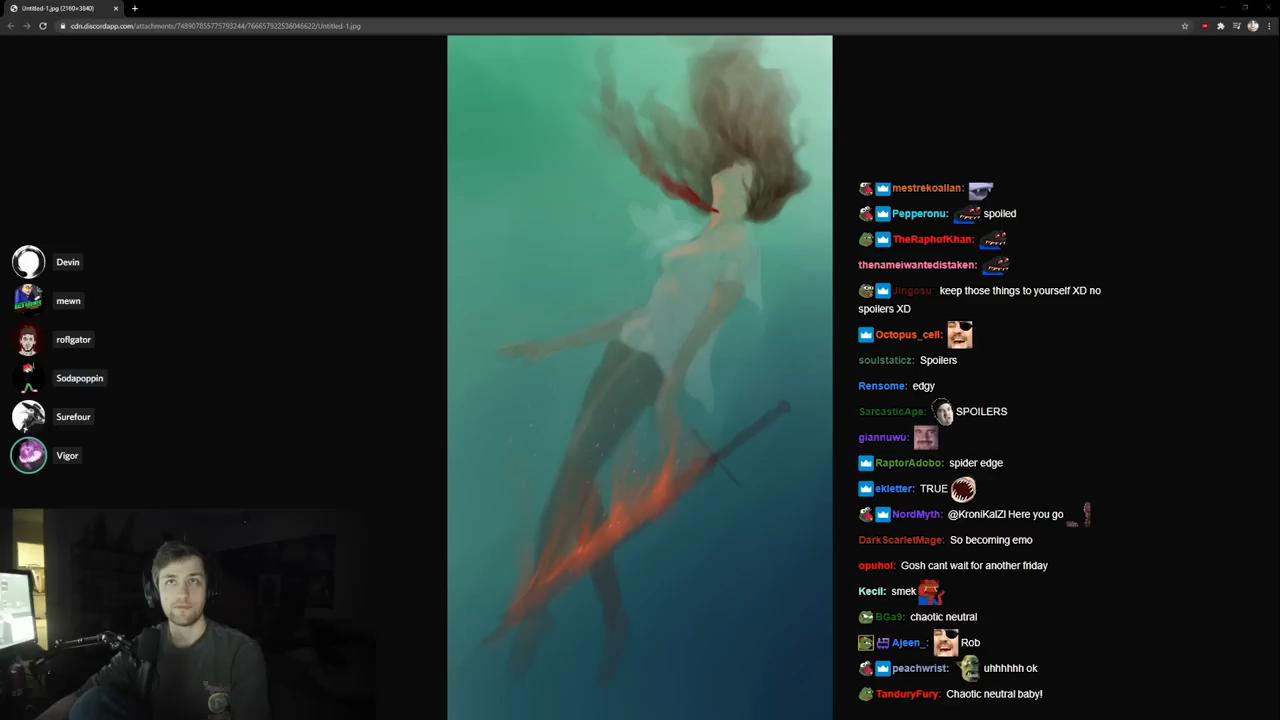 Untitled-1.jpg (2160×3840)
cdn.discordapp.com/attachments/748907855775793244/766657922536046622/Untitled-1.jpg
Devin
mewn
roflgator
Sodapoppin
Surefour
Vigor
mestrekoallan:
Pepperonu: spoiled
TheRaphofKhan:
thenameiwantedistaken:
Jingosu: keep those things to yourself XD no
spoilers XD
Octopus_cell:
soulstaticz: Spoilers
Rensome: edgy
SarcasticApe: SPOILERS
giannuwu:
RaptorAdobo: spider edge
ekletter: TRUE
NordMyth: @KroniKalZI Here you go
DarkScarletMage: So becoming emo
opuhol: Gosh cant wait for another friday
Kecil: smek
BGa9: chaotic neutral
Ajeen_: Rob
peachwrist: uhhhhhh ok
TanduryFury: Chaotic neutral baby!